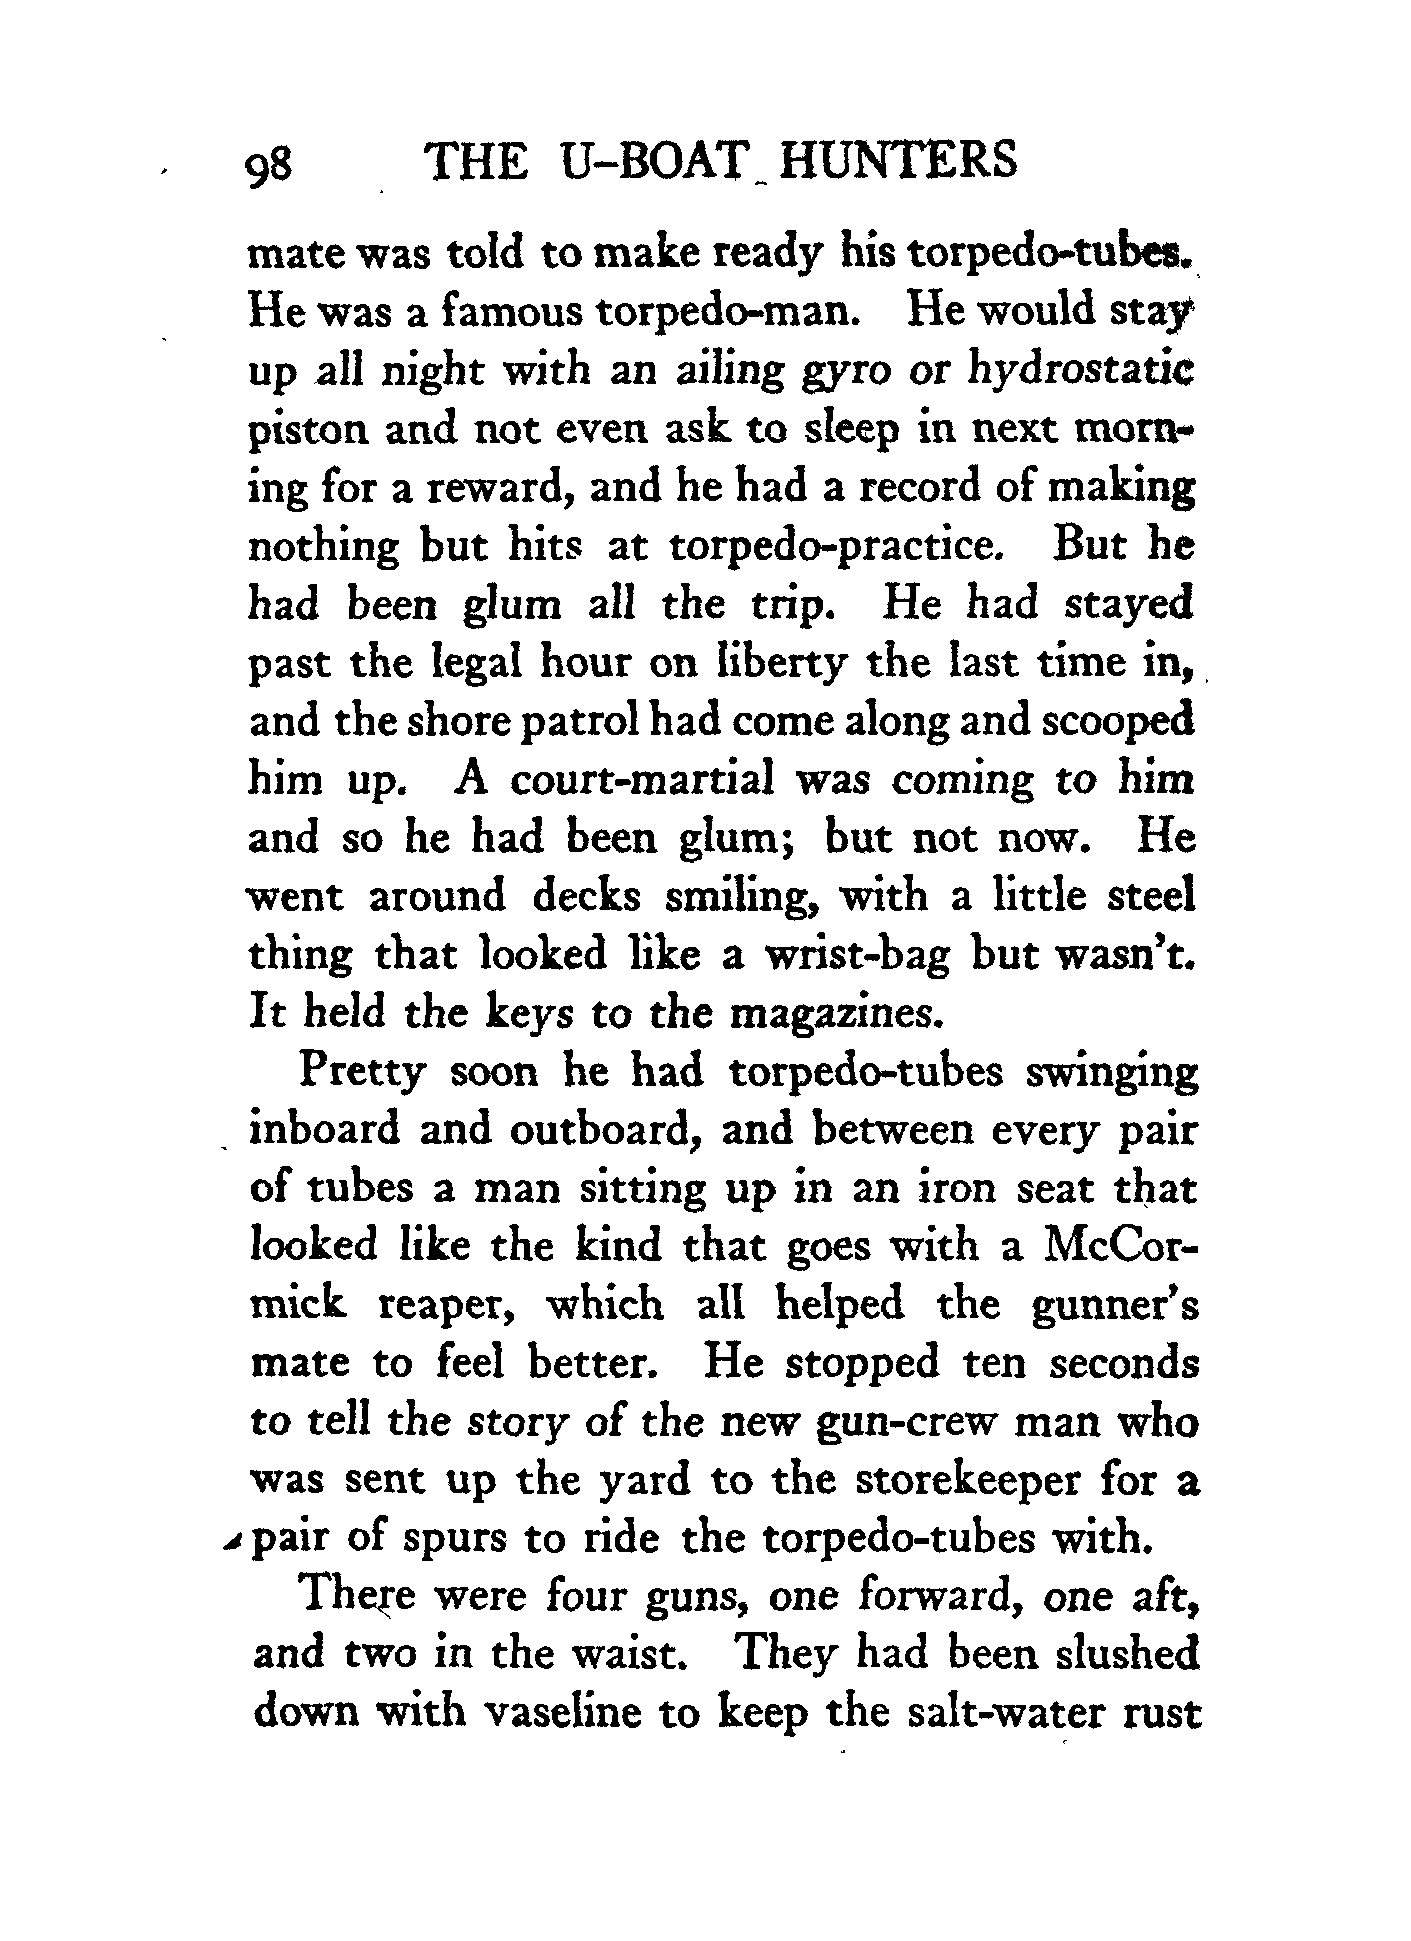 98 THE U-BOAT HUNTERS
mate was told to make ready his torpedo-tubes.
He was a famous torpedo-man. He would stay
up all night with an ailing gyro or hydrostatic
piston and not even ask to sleep in next morn-
ing for a reward, and he had a record of making
nothing but hits at torpedo-practice. But he
had been glum all the trip. He had stayed
past the legal hour on liberty the last time in,
and the shore patrol had come along and scooped
him up. A court-martial was coming to him
and so he had been glum; but not now. He
went around decks smiling, with a little steel
thing that looked like a wrist-bag but wasn't.
It held the keys to the magazines.
Pretty soon he had torpedo-tubes swinging
inboard and outboard, and between every pair
of tubes a man sitting up in an iron seat that
looked like the kind that goes with a McCor-
mick reaper, which all helped the gunner's
mate to feel better. He stopped ten seconds
to tell the story of the new gun-crew man who
was sent up the yard to the storekeeper for a
pair of spurs to ride the torpedo-tubes with.
There were four guns, one forward, one aft,
and two in the waist. They had been slushed
down with vaseline to keep the salt-water rust